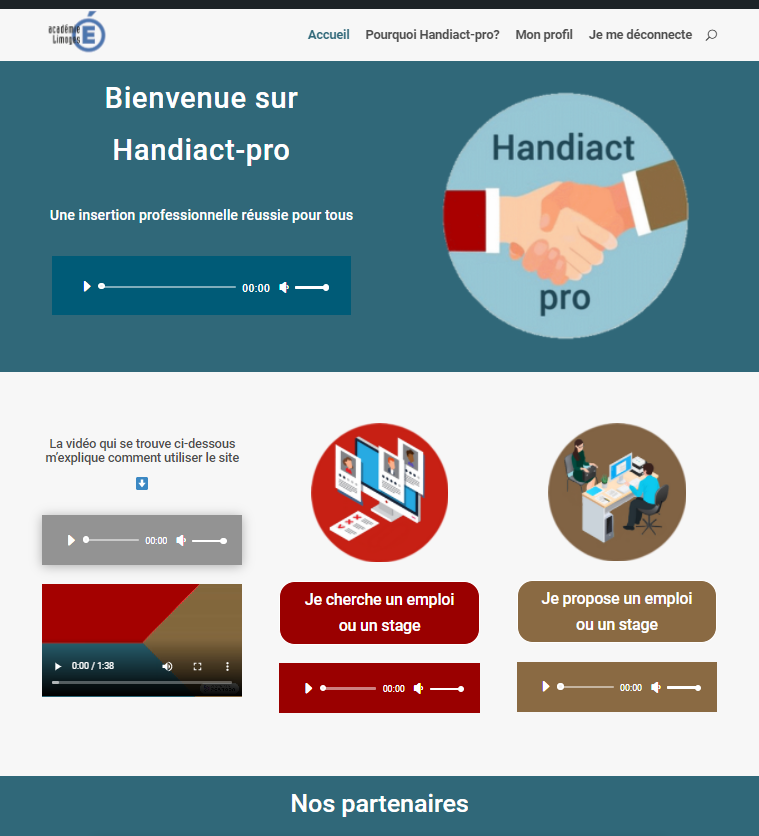 académie
Limoges
É
Accueil
Pourquoi Handiact-pro?
Mon profil
Je me déconnecte
Bienvenue sur
Handiact-pro
Une insertion professionnelle réussie pour tous
00:00
Handiact
pro
La vidéo qui se trouve ci-dessous
m'explique comment utiliser le site
00:00
0:00 / 1:38
Je cherche un emploi
ou un stage
00:00
Je propose un emploi
ou un stage
00:00
Nos partenaires